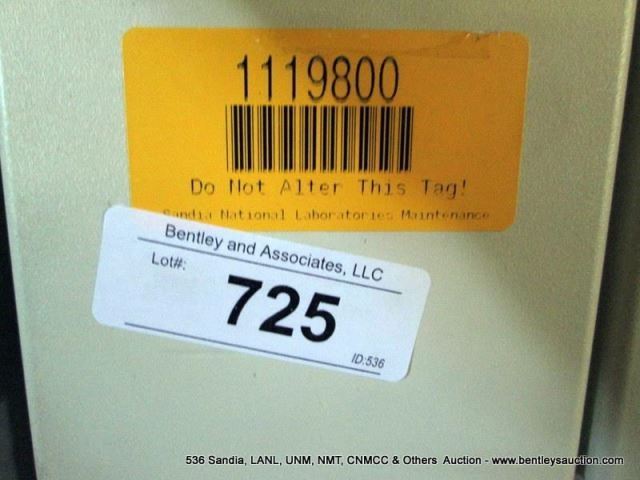 1119800
Do Not Alter This Tag!
Sandia National Laboratories Maintenance
Bentley and Associates, LLC
Lot#:
725
ID:536
536 Sandia, LANL, UNM, NMT, CNMCC & Others Auction - www.bentleysauction.com